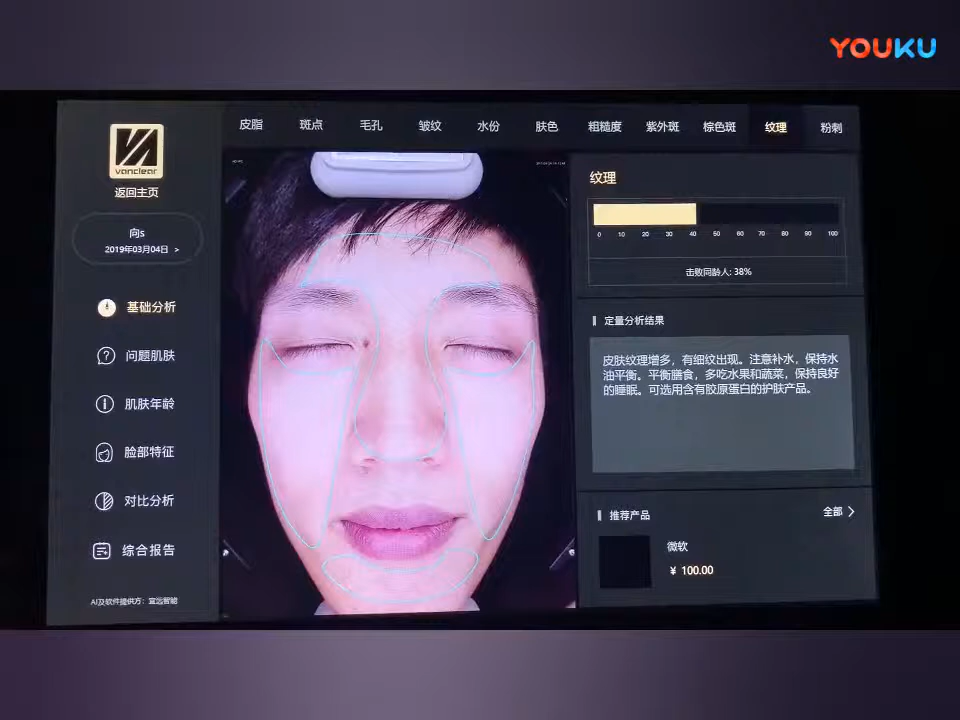 YOUKU
vanclear
返回主页
向s
2019年03月04日 >
基础分析
问题肌肤
肌肤年龄
脸部特征
对比分析
综合报告
AI及软件提供方：宜远智能
皮脂 斑点 毛孔 皱纹 水份 肤色 粗糙度 紫外斑 棕色斑 纹理 粉刺
纹理
0 10 20 30 40 50 60 70 80 90 100
击败同龄人: 38%
定量分析结果
皮肤纹理增多，有细纹出现。注意补水，保持水
油平衡。平衡膳食，多吃水果和蔬菜，保持良好
的睡眠。可选用含有胶原蛋白的护肤产品。
推荐产品
全部 >
微软
¥ 100.00